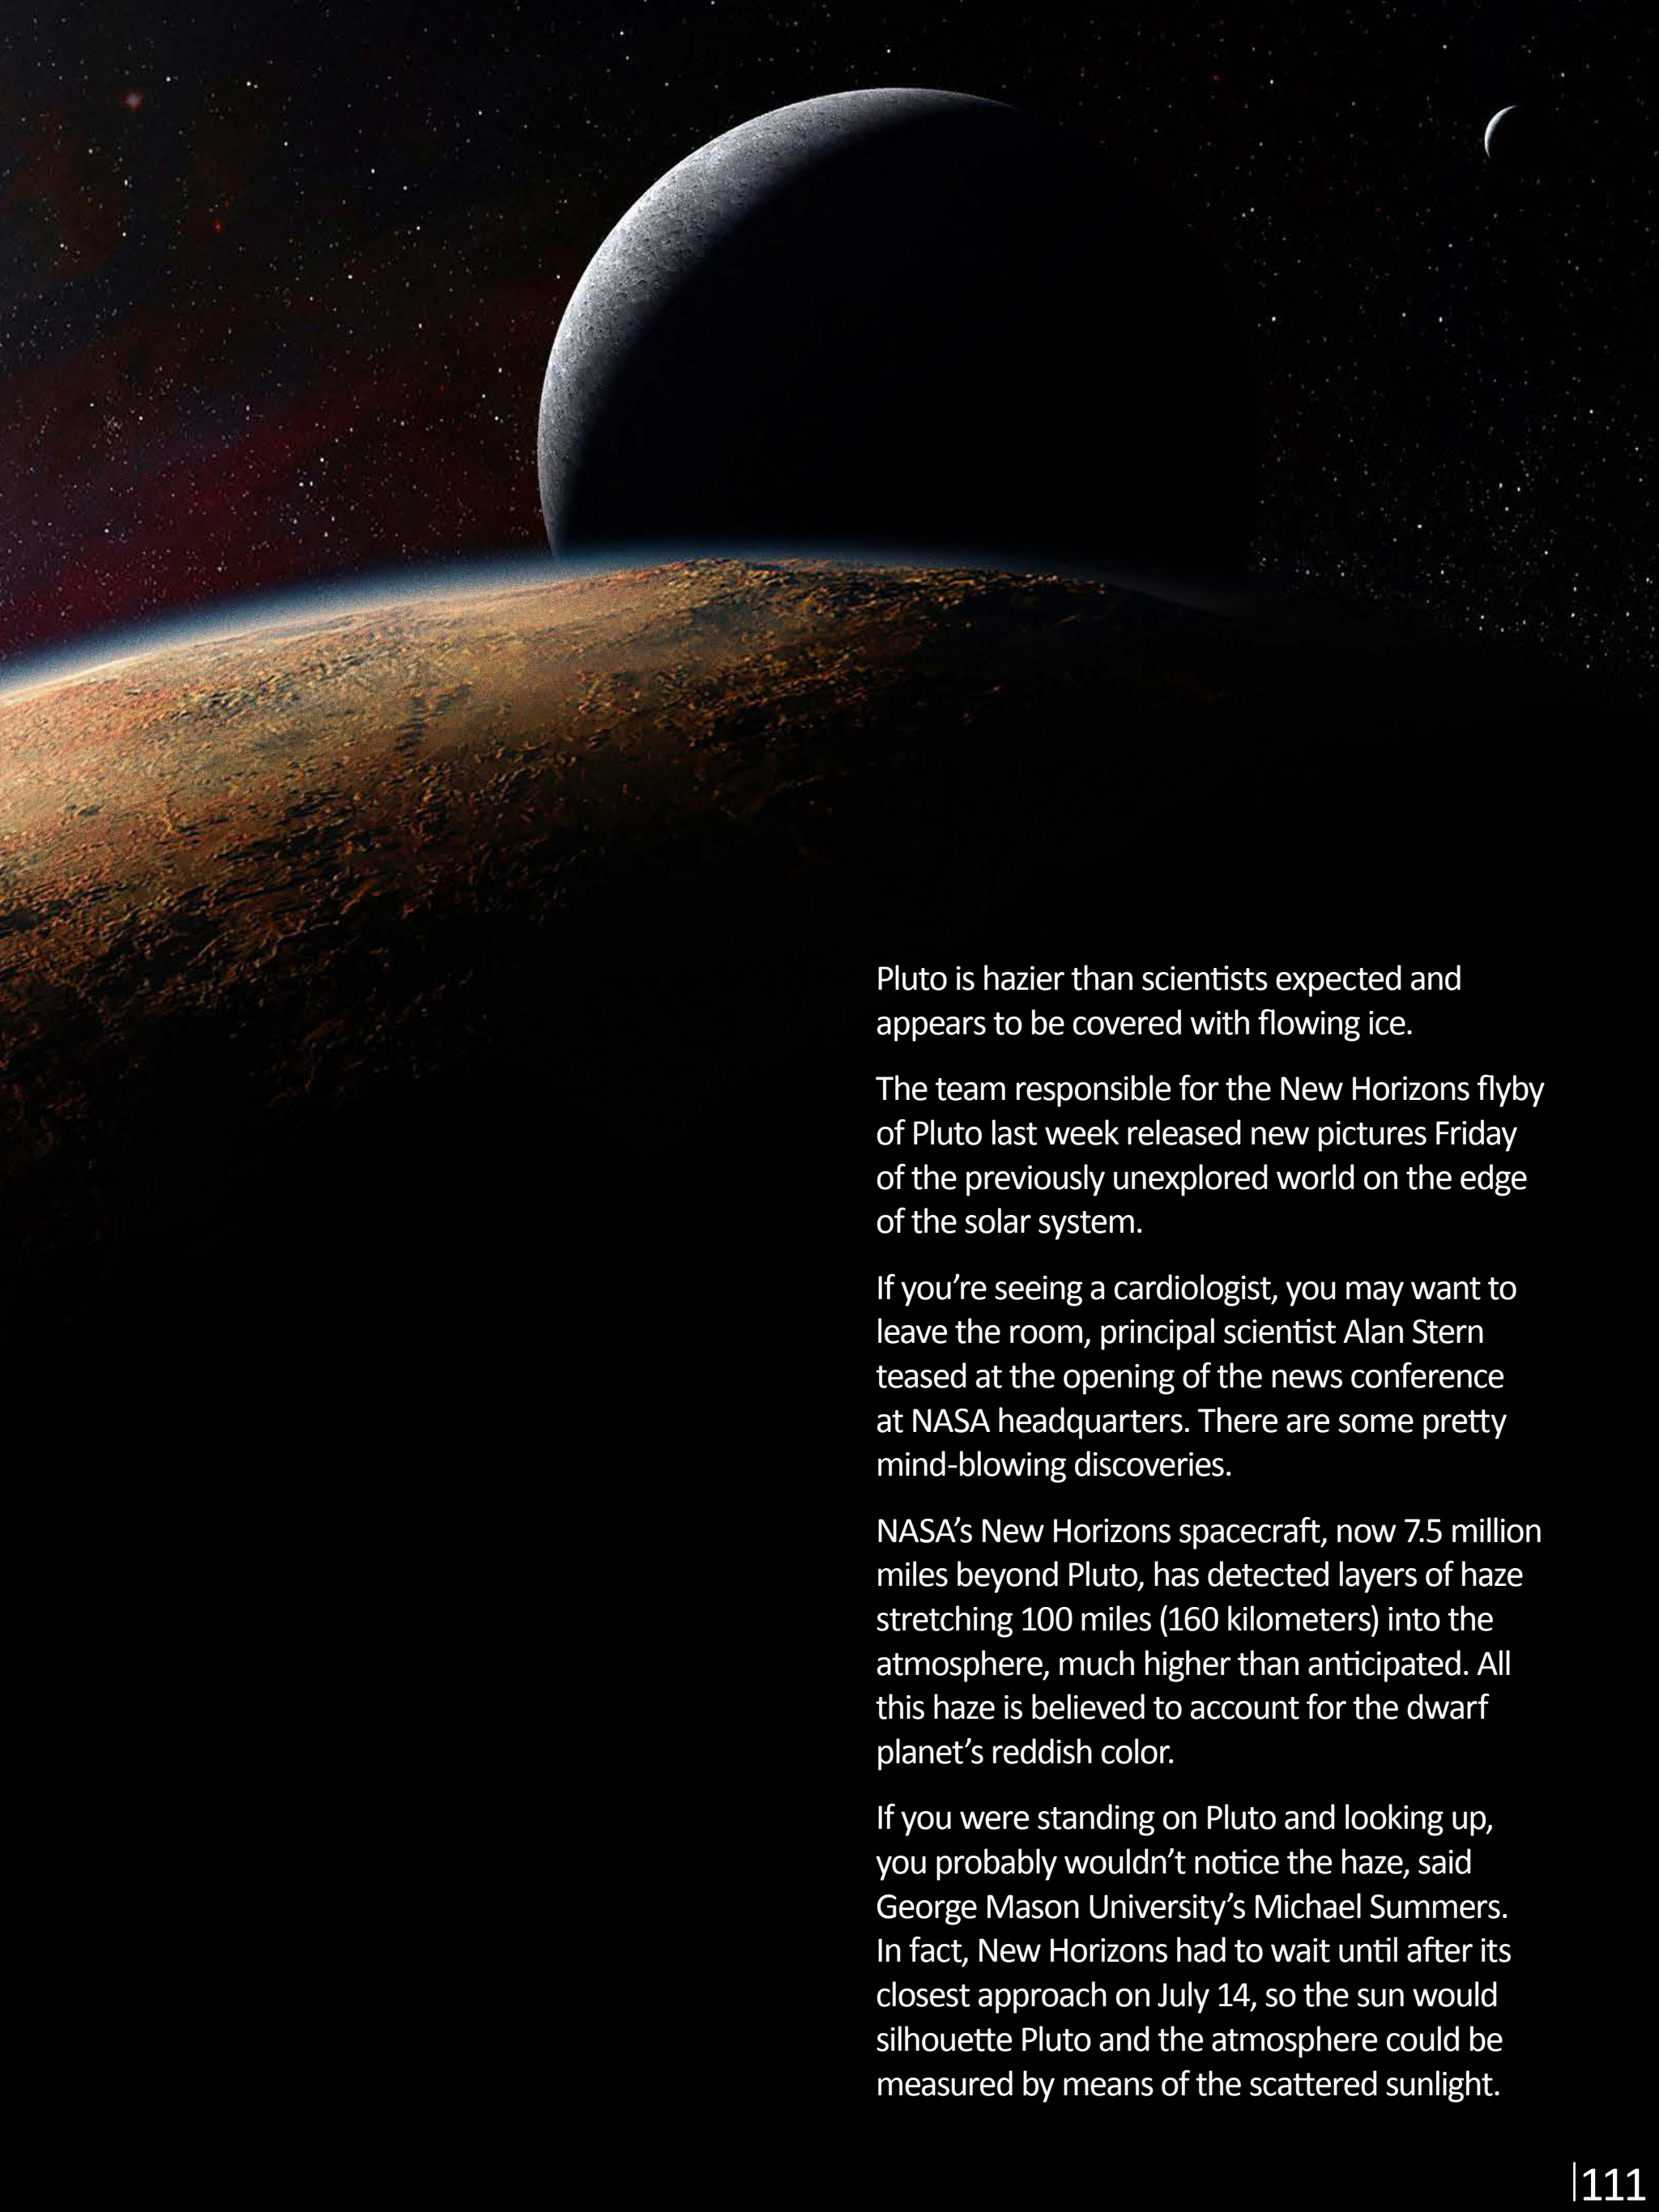 Pluto is hazier than scientists expected and
appears to be covered with flowing ice.
The team responsible for the New Horizons flyby
of Pluto last week released new pictures Friday
of the previously unexplored world on the edge
of the solar system.
If you’re seeing a cardiologist, you may want to
leave the room, principal scientist Alan Stern
teased at the opening of the news conference
at NASA headquarters. There are some pretty
mind-blowing discoveries.
NASA’s New Horizons spacecraft, now 7.5 million
miles beyond Pluto, has detected layers of haze
stretching 100 miles (160 kilometers) into the
atmosphere, much higher than anticipated. All
this haze is believed to account for the dwarf
planet’s reddish color.
If you were standing on Pluto and looking up,
you probably wouldn’t notice the haze, said
George Mason University’s Michael Summers.
In fact, New Horizons had to wait until after its
closest approach on July 14, so the sun would
silhouette Pluto and the atmosphere could be
measured by means of the scattered sunlight.
|111